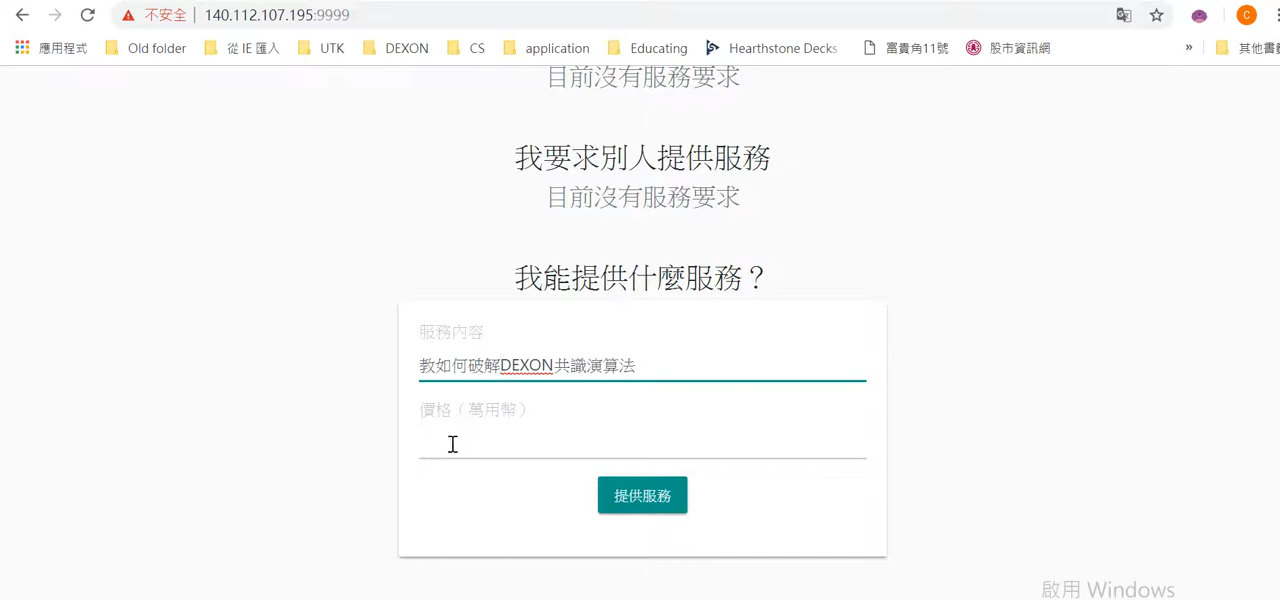 不安全 140.112.107.195:9999
應用程式 Old folder 從 IE 匯入 UTK DEXON CS application Educating Hearthstone Decks 富貴角11號 股市資訊網 » 其他書
目前沒有服務要求
我要求別人提供服務
目前沒有服務要求
我能提供什麼服務？
服務內容
教如何破解DEXON共識演算法
價格（萬用幣）
提供服務
啟用 Windows